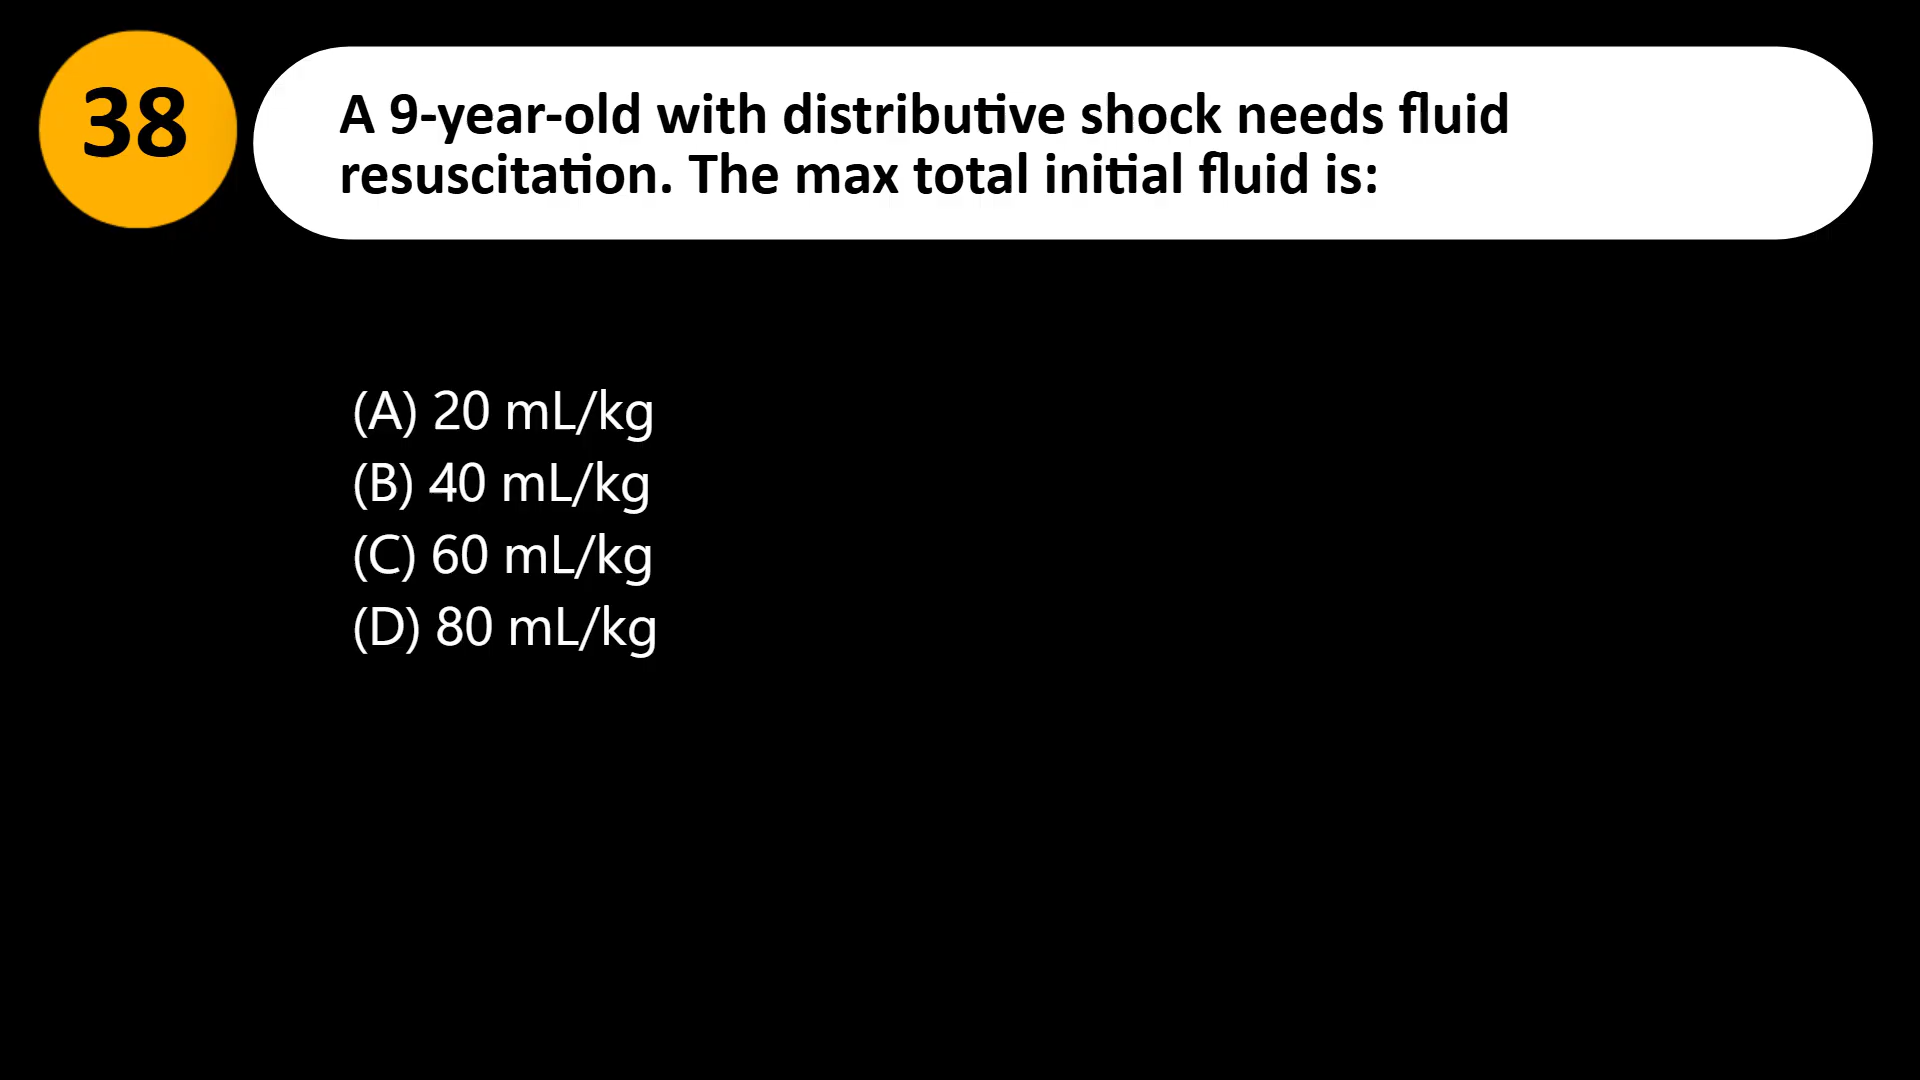 38
A 9-year-old with distributive shock needs fluid
resuscitation. The max total initial fluid is:
(A) 20 mL/kg
(B) 40 mL/kg
(C) 60 mL/kg
(D) 80 mL/kg